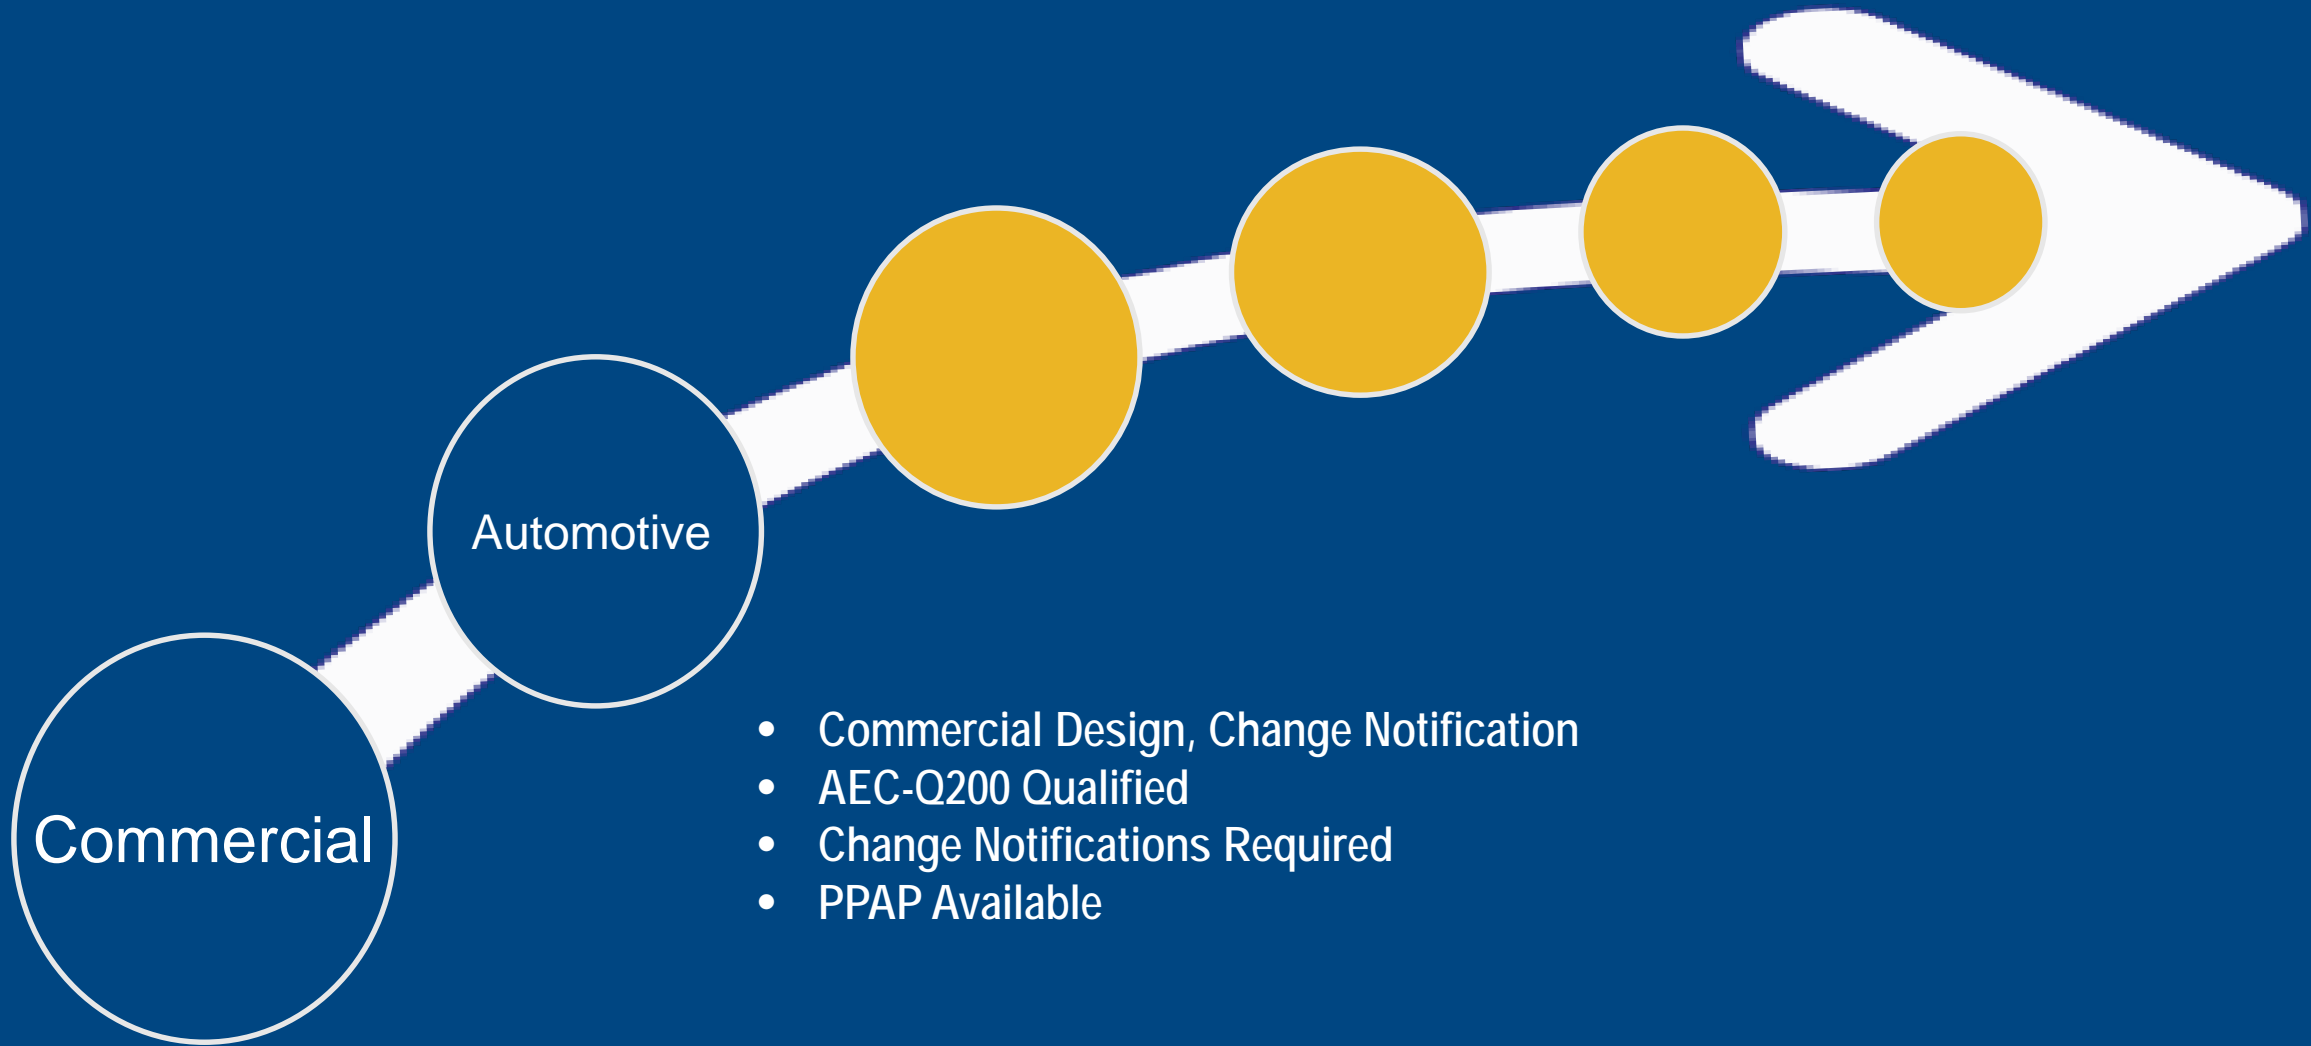 Automotive
Commercial
• Commercial Design, Change Notification
• AEC-Q200 Qualified
• Change Notifications Required
• PPAP Available